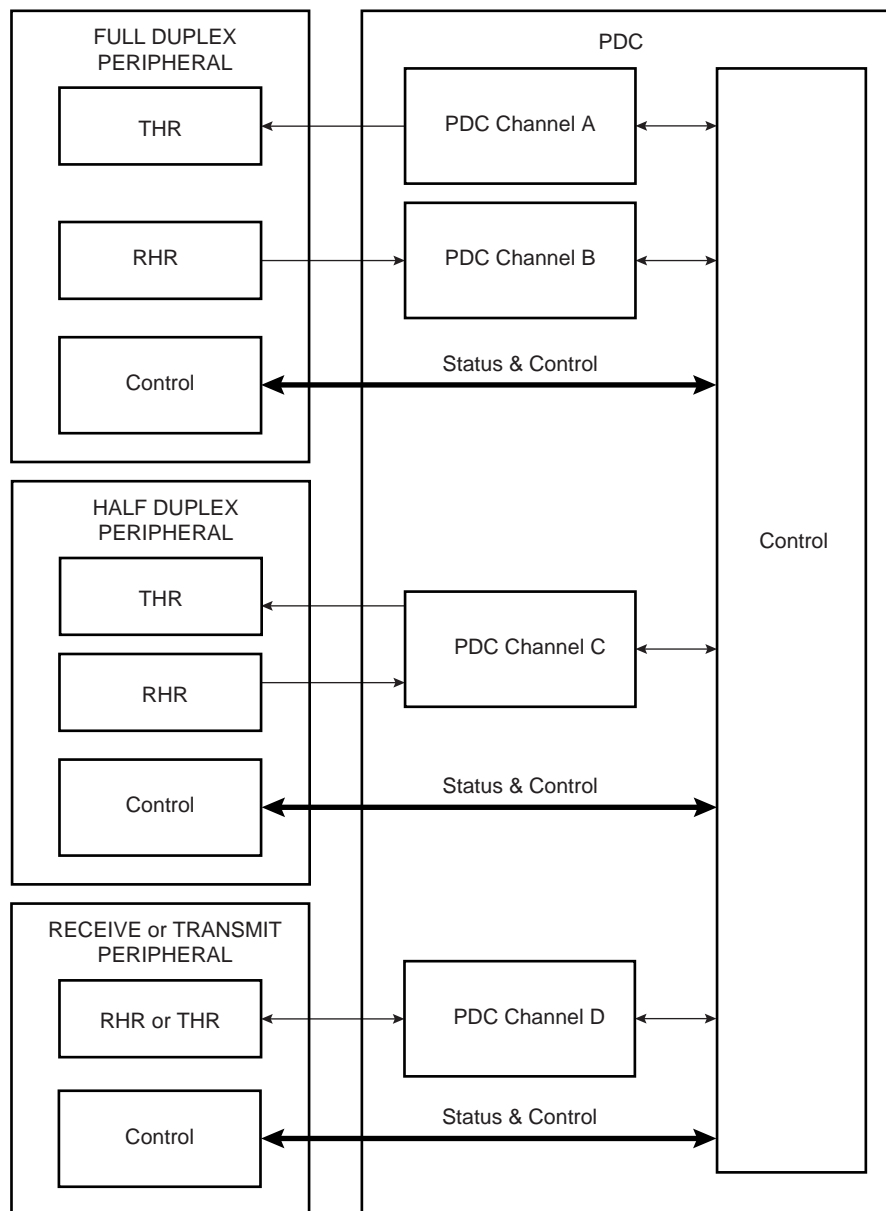 FULL DUPLEX
PERIPHERAL
PDC
THR
PDC Channel A
RHR
PDC Channel B
Control
Status & Control
HALF DUPLEX
PERIPHERAL
THR
Control
PDC Channel C
RHR
Control
Status & Control
RECEIVE or TRANSMIT
PERIPHERAL
RHR or THR
PDC Channel D
Control
Status & Control